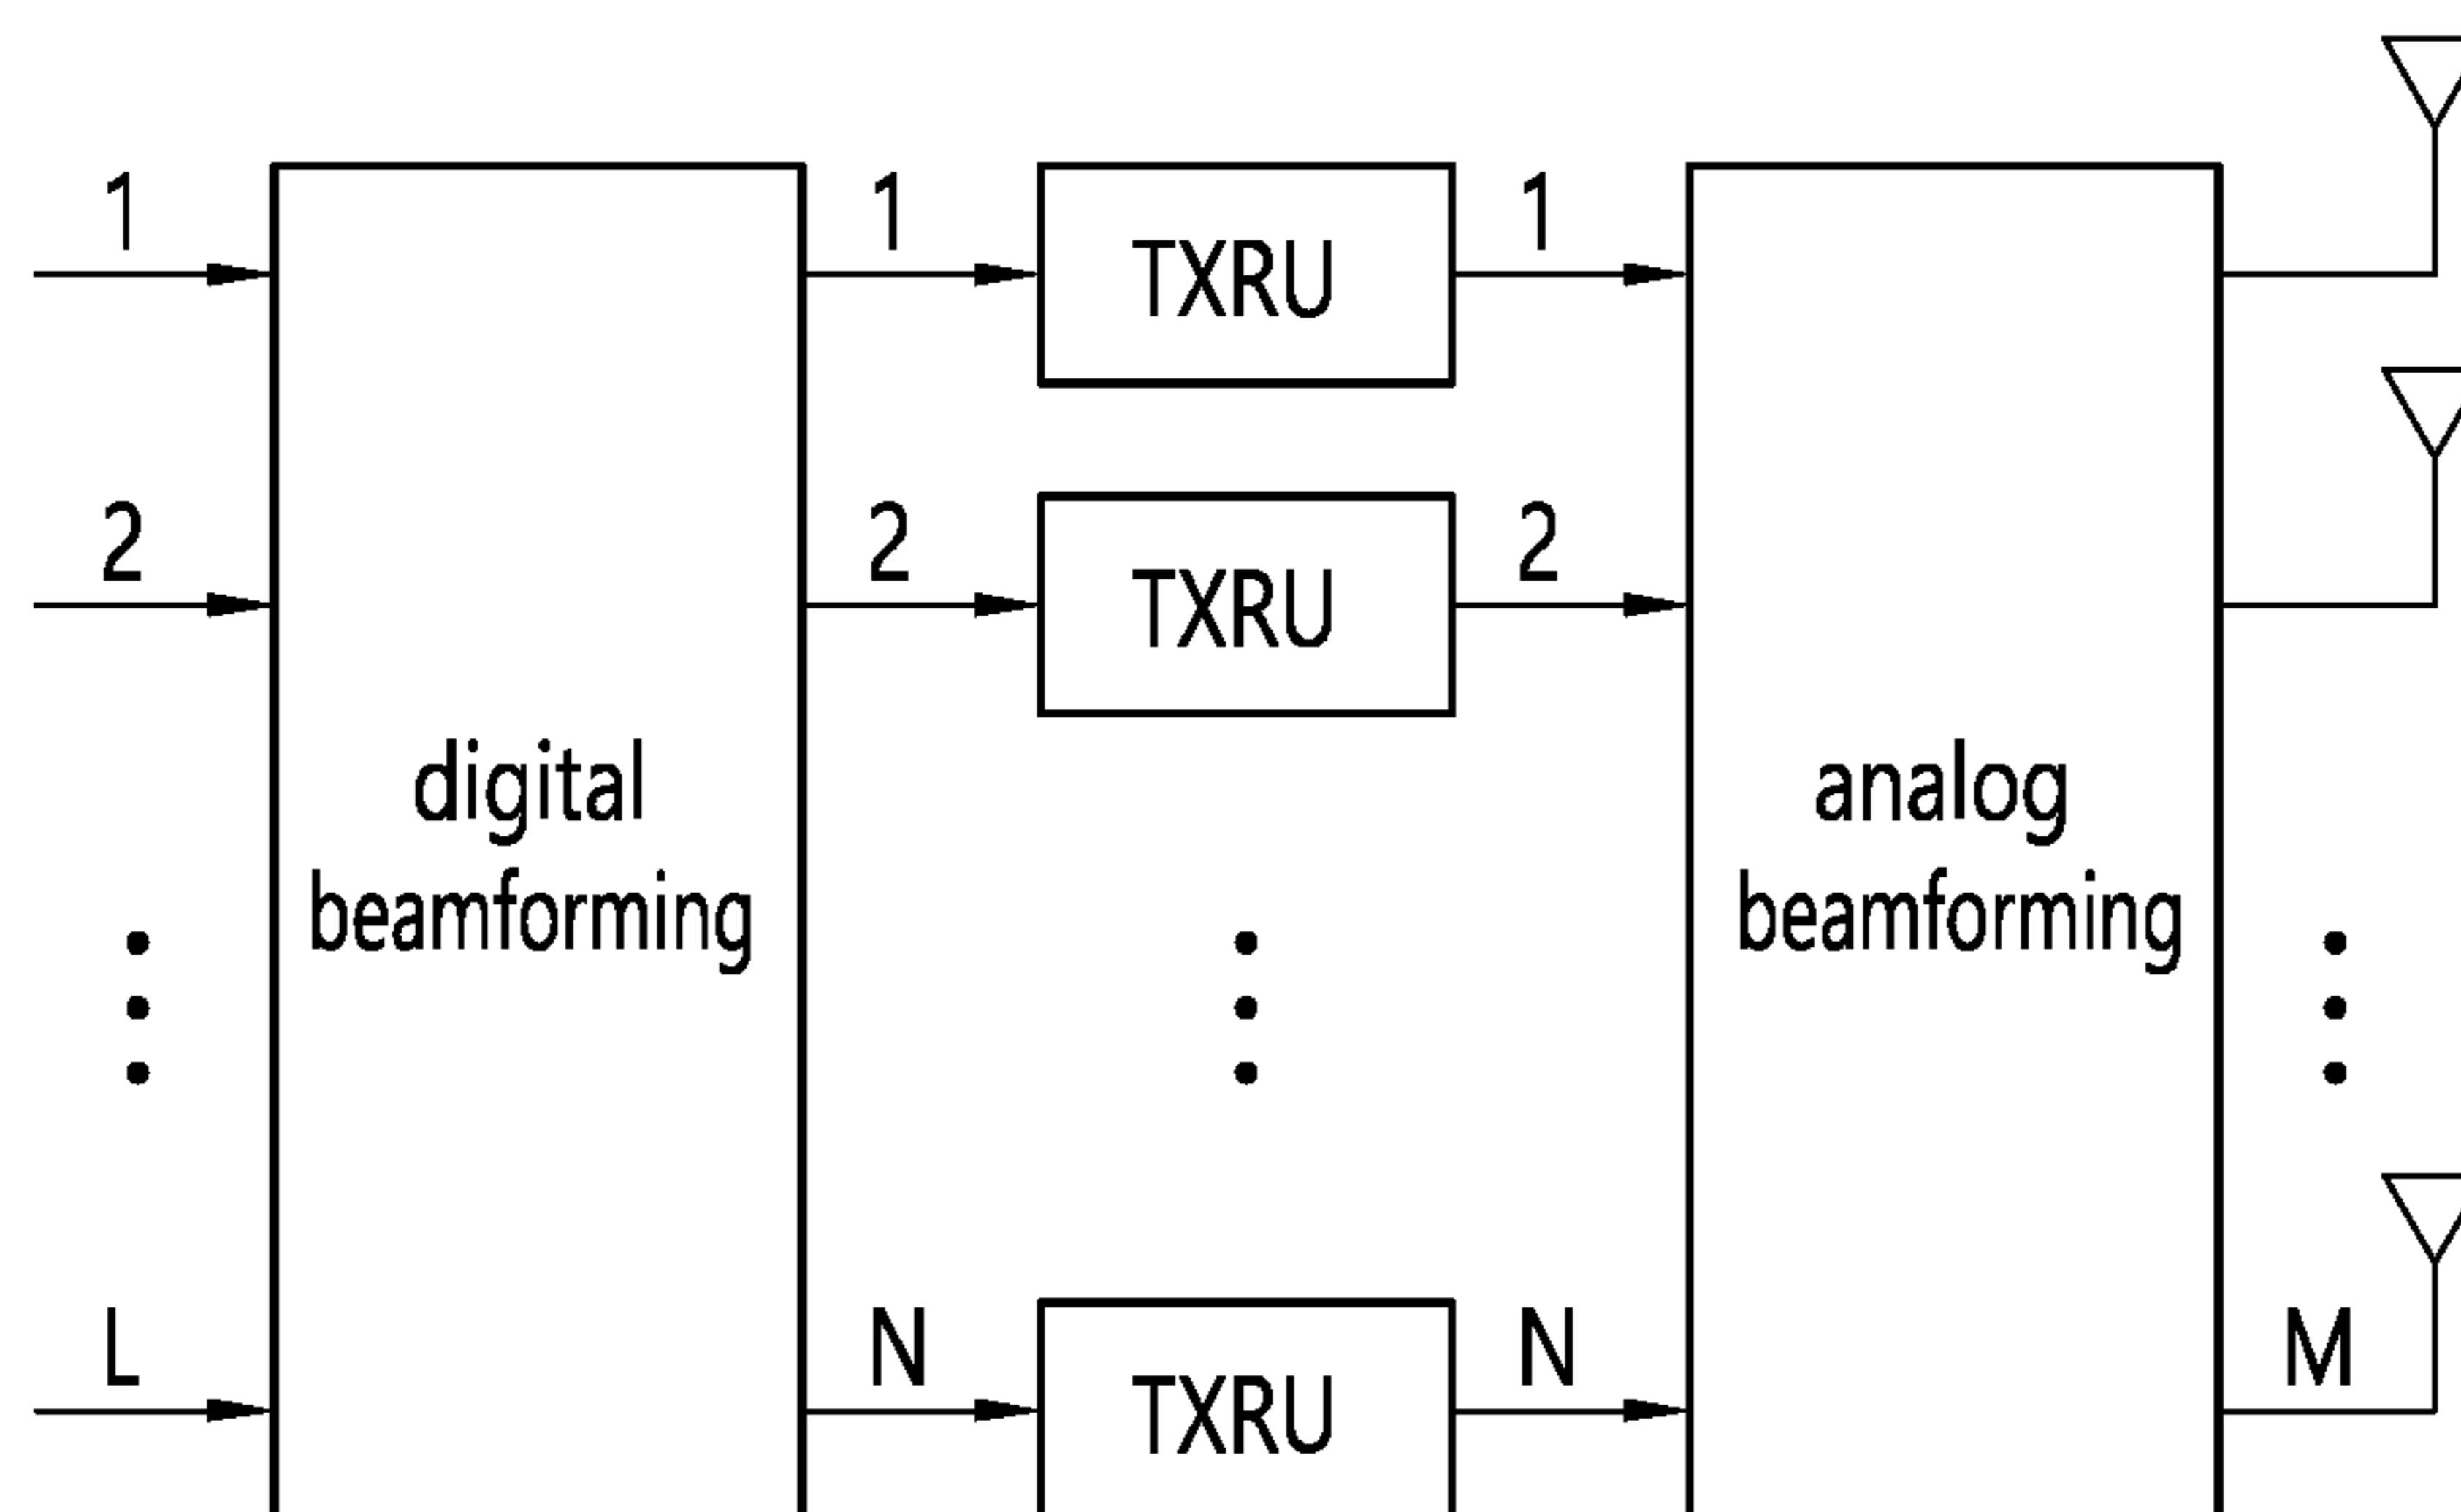 1
1
TXRU
1
2
2
TXRU
2
digital
beamforming
analog
beamforming
L
N
TXRU
N
M